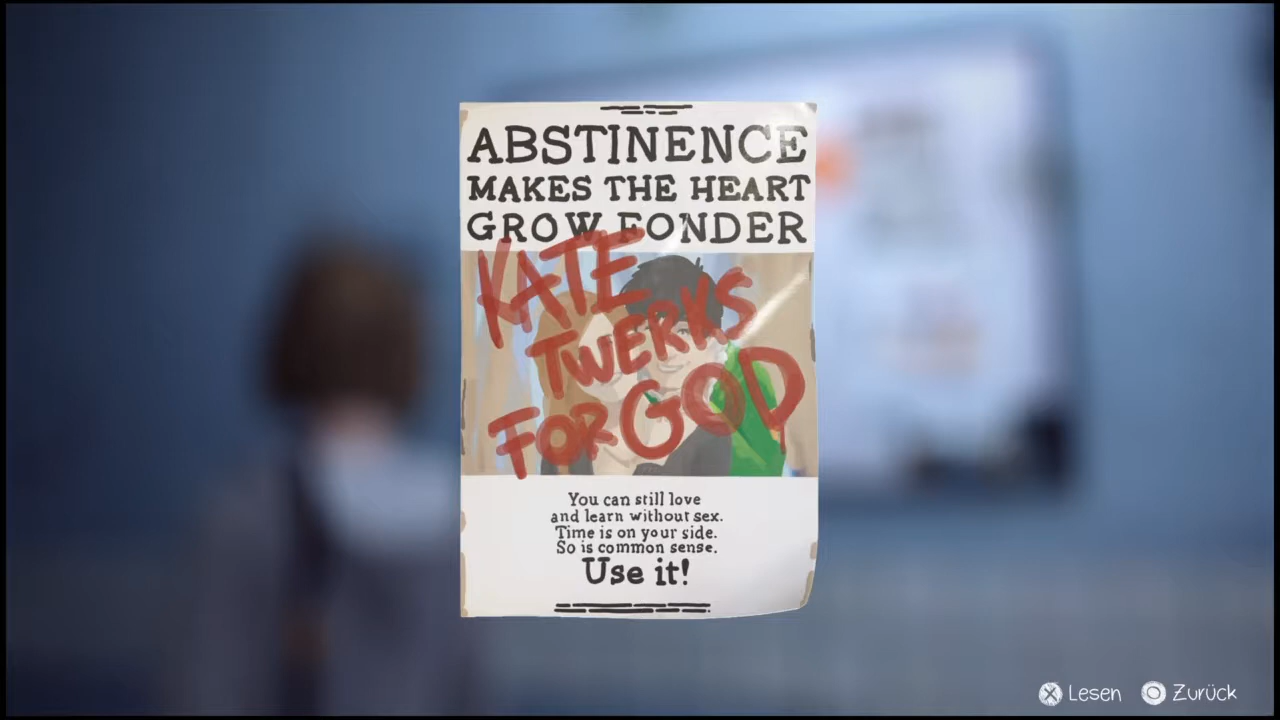 ABSTINENCE
MAKES THE HEART
GROW FONDER
KATE
TWERKS
FOR GOD
You can still love
and learn without sex.
Time is on your side.
So is common sense.
Use it!
Lesen Zurück